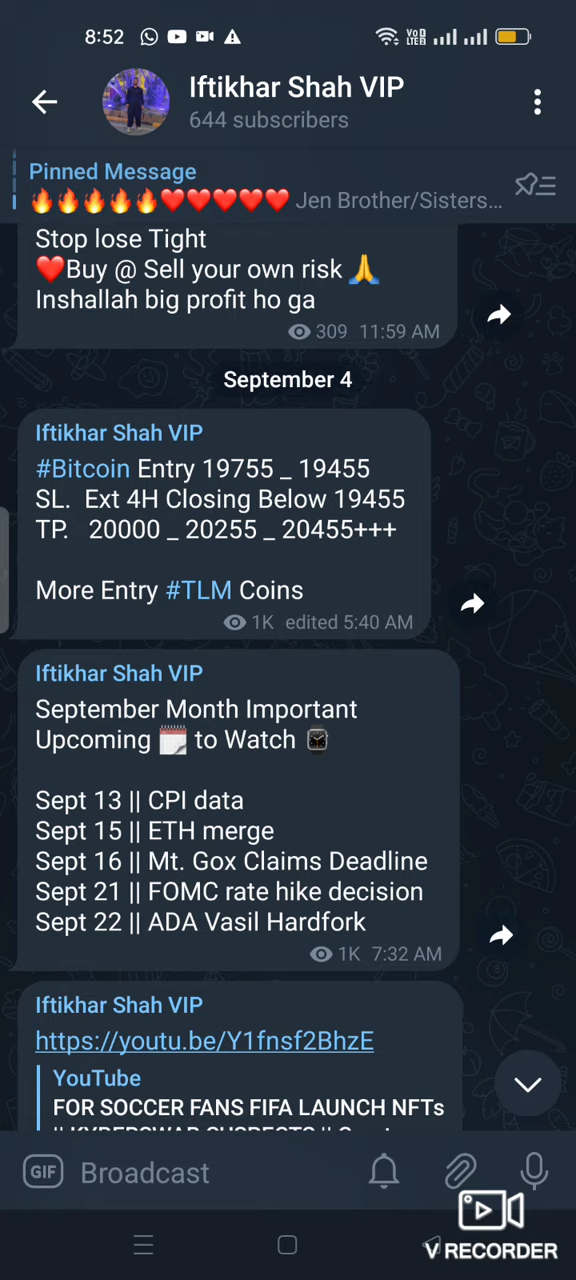 8:52
Vo)) LTE2
Iftikhar Shah VIP
644 subscribers
Pinned Message
🔥🔥🔥🔥🔥❤️❤️❤️❤️❤️ Jen Brother/Sisters...
Stop lose Tight
❤️Buy @ Sell your own risk 🙏
Inshallah big profit ho ga
309 11:59 AM
September 4
Iftikhar Shah VIP
#Bitcoin Entry 19755 _ 19455
SL. Ext 4H Closing Below 19455
TP. 20000 _ 20255 _ 20455+++
More Entry #TLM Coins
1K edited 5:40 AM
Iftikhar Shah VIP
September Month Important
Upcoming 🗓️ to Watch ⌚
Sept 13 || CPI data
Sept 15 || ETH merge
Sept 16 || Mt. Gox Claims Deadline
Sept 21 || FOMC rate hike decision
Sept 22 || ADA Vasil Hardfork
1K 7:32 AM
Iftikhar Shah VIP
https://youtu.be/Y1fnsf2BhzE
YouTube
FOR SOCCER FANS FIFA LAUNCH NFTs
GIF Broadcast
V RECORDER